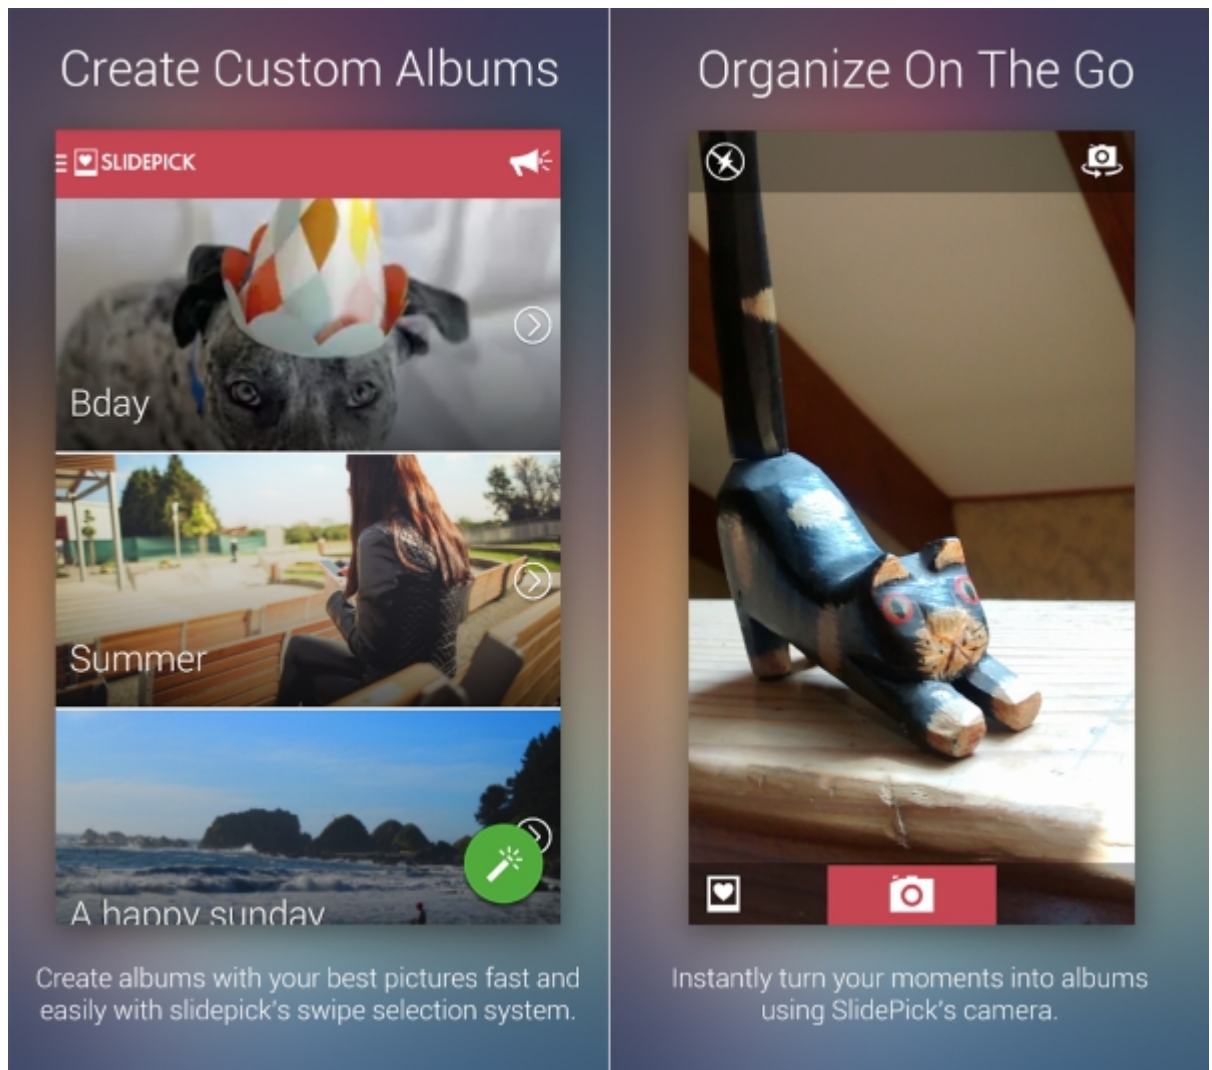 Create Custom Albums
SLIDEPICK
Bday
Summer
A happy sunday
Create albums with your best pictures fast and
easily with slidepick's swipe selection system.
Organize On The Go
Instantly turn your moments into albums
using SlidePick's camera.